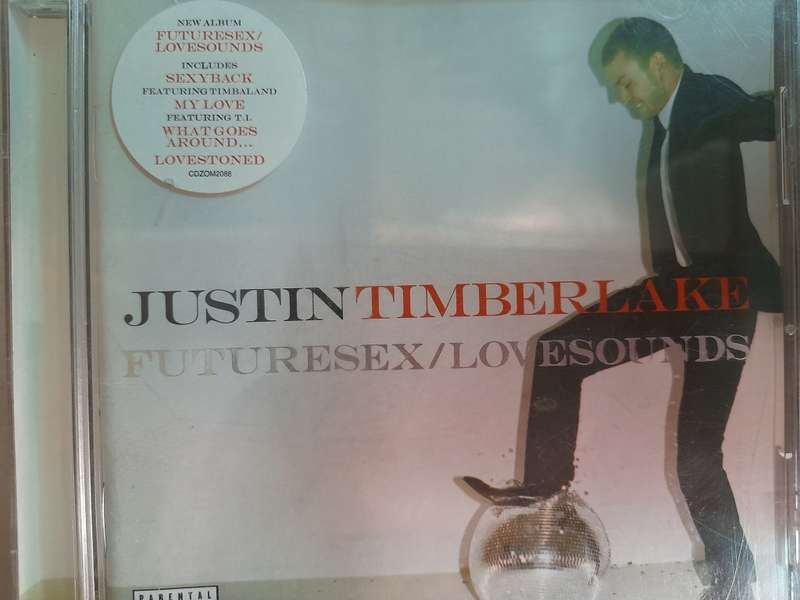 NEW ALBUM
FUTURESEX/
LOVESOUNDS
INCLUDES
SEXYBACK
FEATURING TIMBALAND
MY LOVE
FEATURING T.I.
WHAT GOES
AROUND...
LOVESTONED
CDZOM2088
JUSTIN TIMBERLAKE
FUTURESEX/LOVESOUNDS
PARENTAL